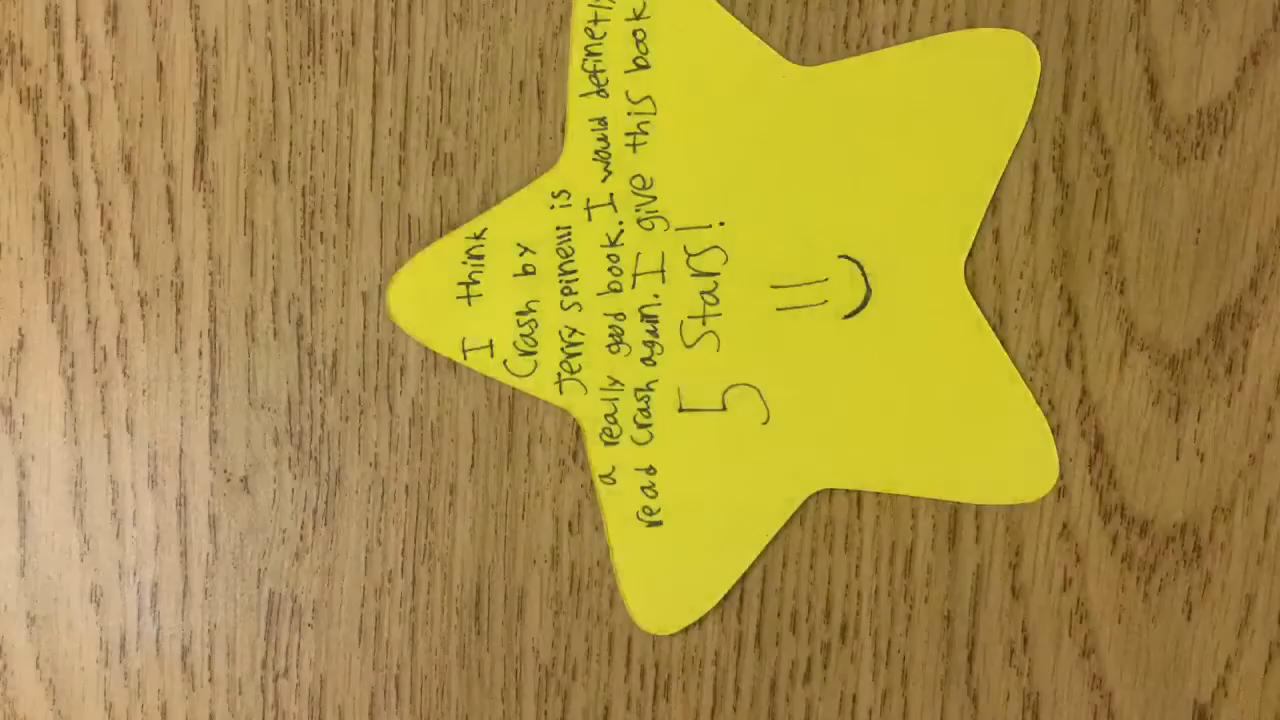 I think
Crash by
Jerry spinelli is
a really good book. I would definetly
read Crash again. I give this book
5 Stars!